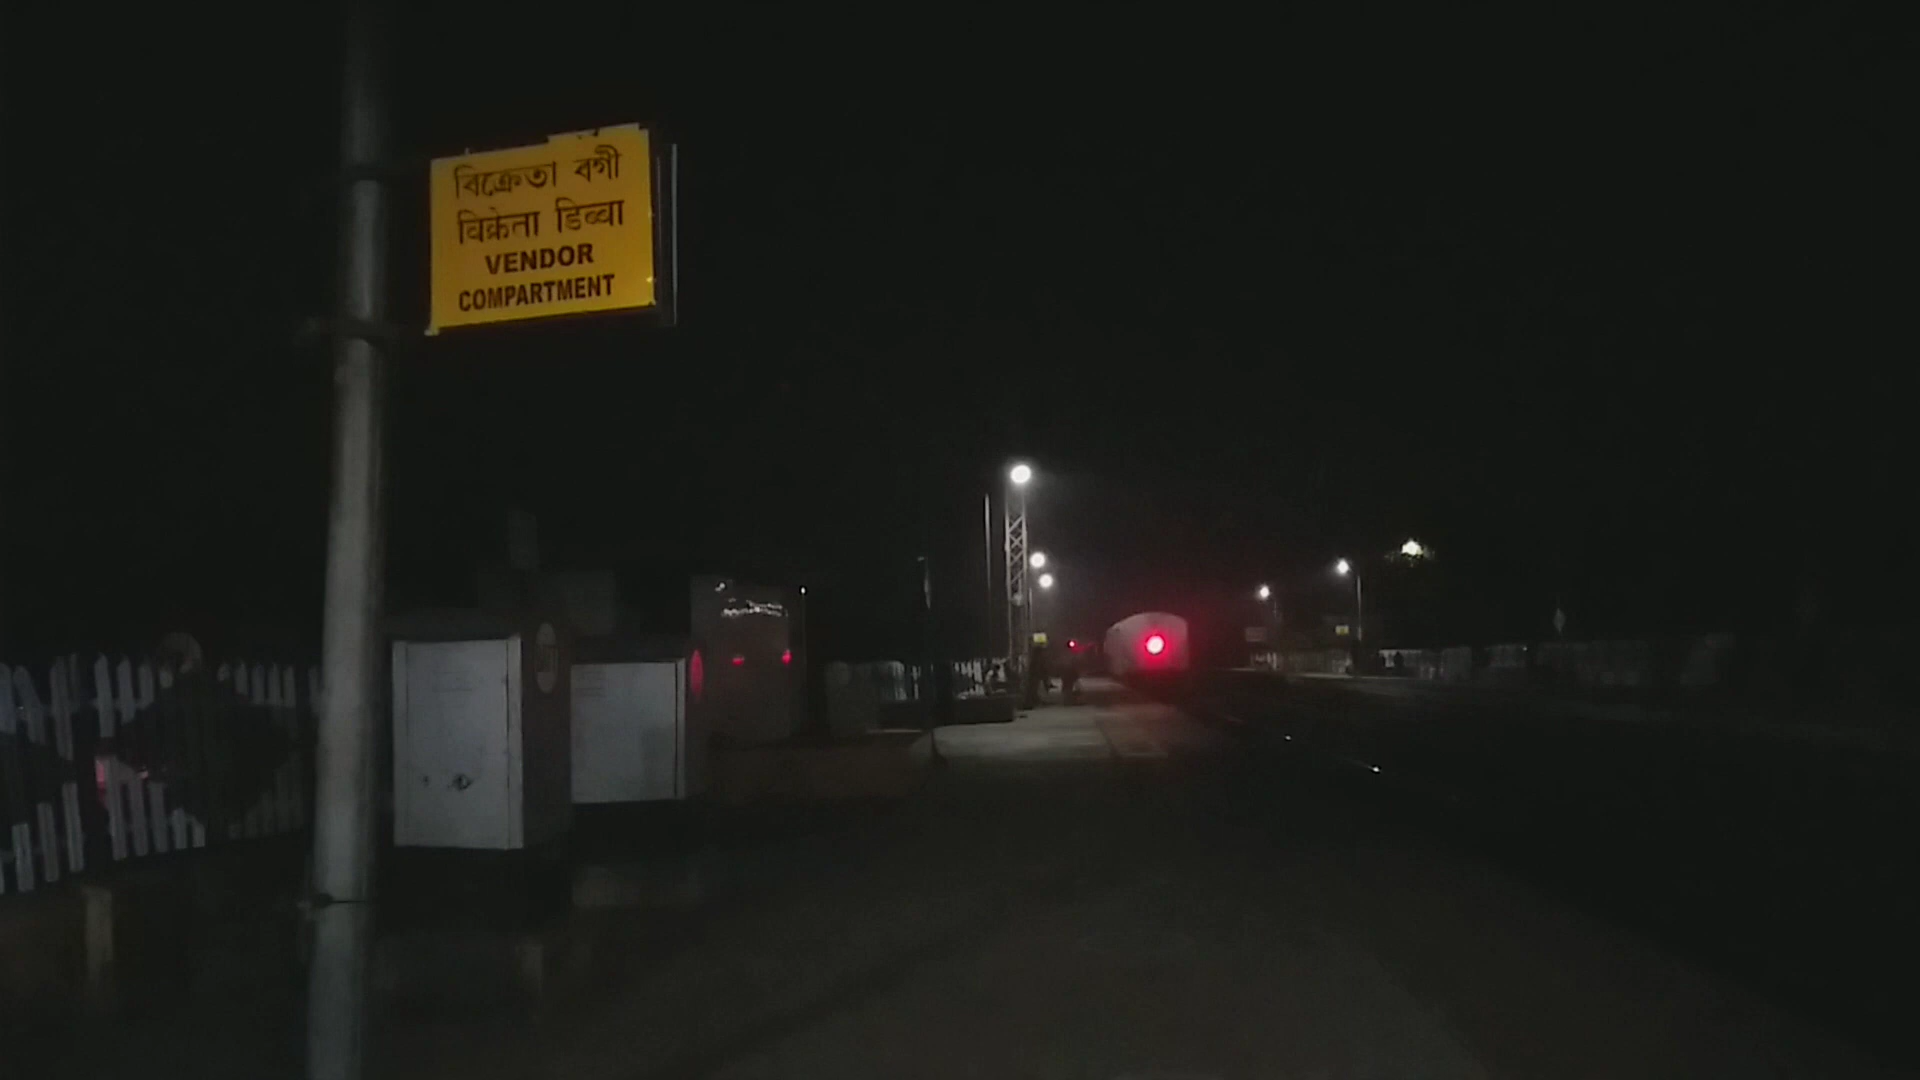 বিক্রেতা বগী
विक्रेता डिब्बा
VENDOR
COMPARTMENT